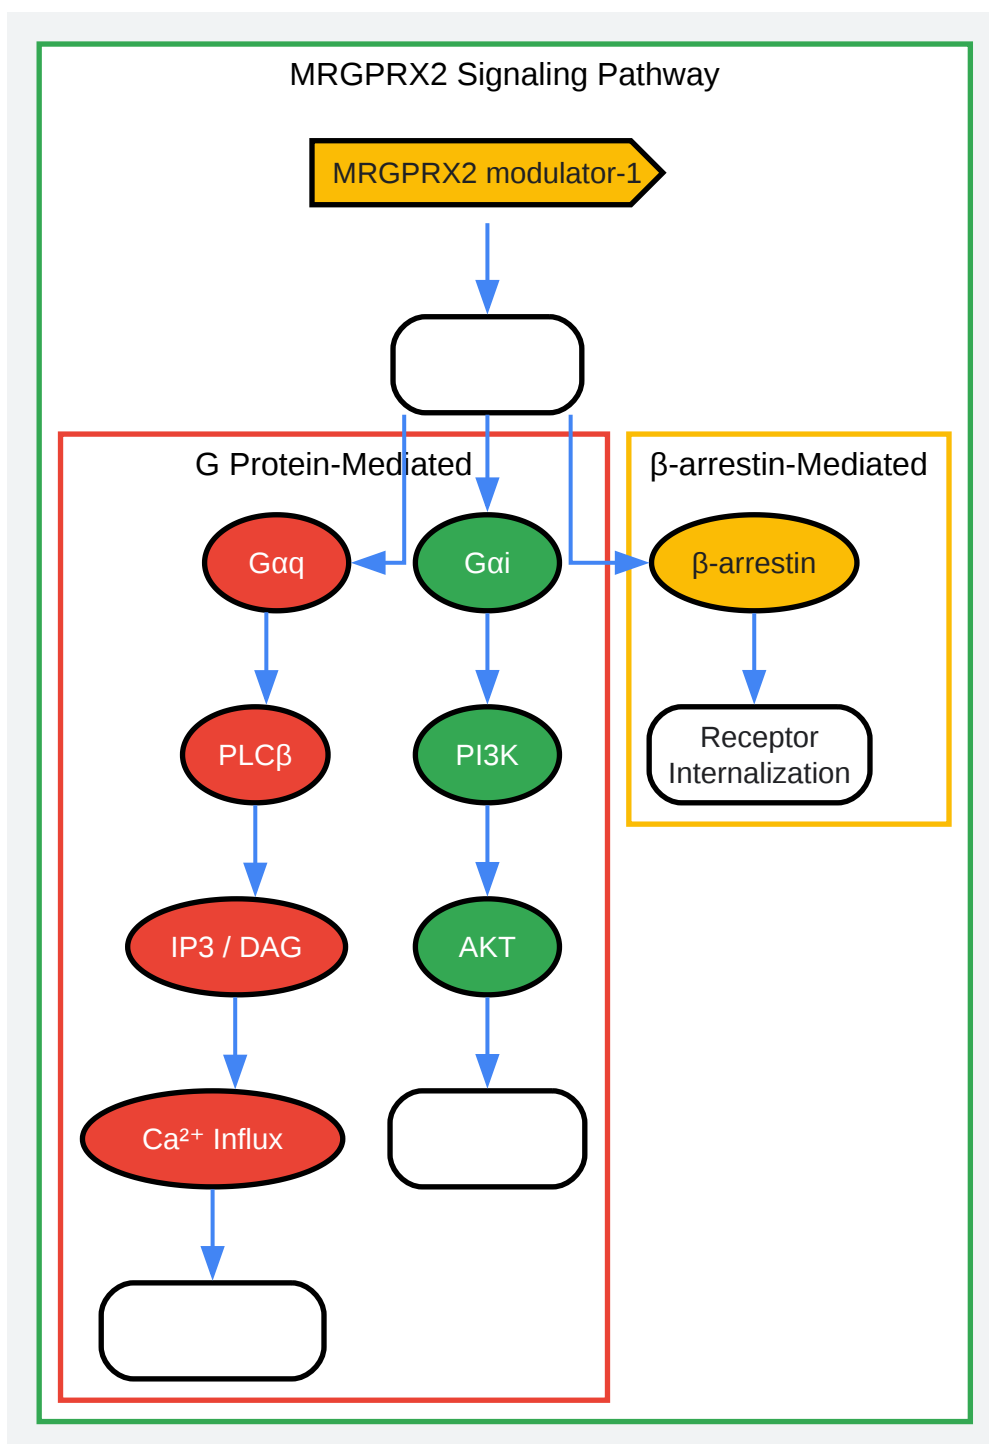 MRGPRX2 Signaling Pathway
MRGPRX2 modulator-1
G Protein-Mediated
β-arrestin-Mediated
Gαq
Gαi
β-arrestin
PLCβ
PI3K
Receptor
Internalization
IP3 / DAG
AKT
Ca²⁺ Influx